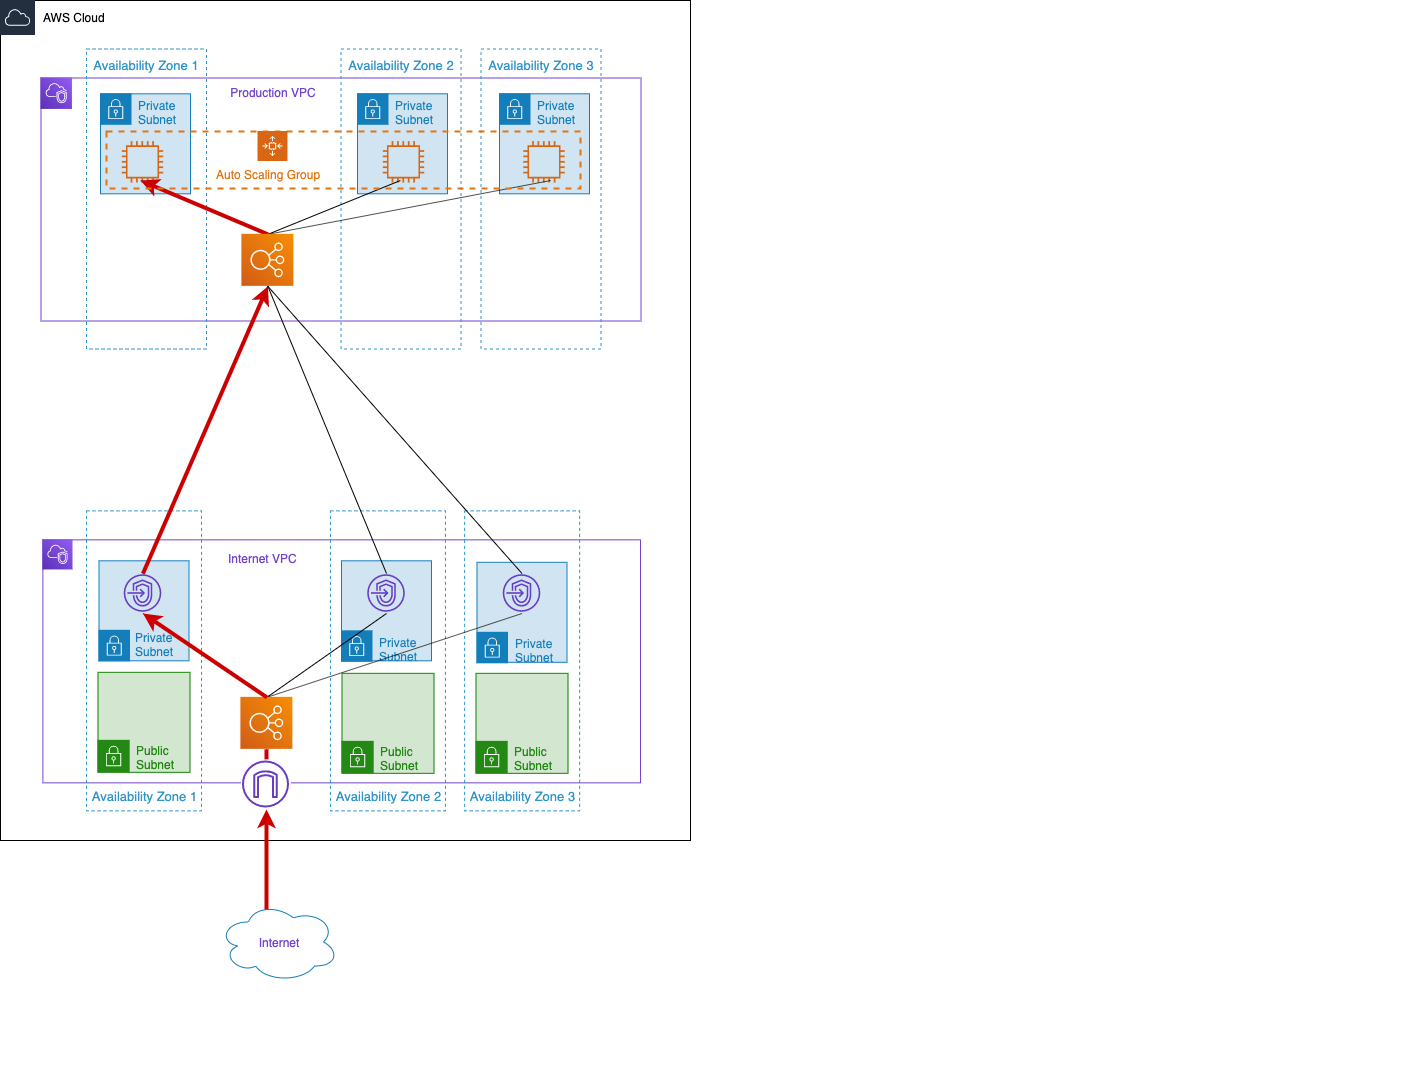 AWS Cloud
Availability Zone 1
Availability Zone 2
Availability Zone 3
Production VPC
Private
Subnet
Private
Subnet
Private
Subnet
Auto Scaling Group
Internet VPC
Private
Subnet
Private
Subnet
Private
Subnet
Public
Subnet
Public
Subnet
Public
Subnet
Availability Zone 1
Availability Zone 2
Availability Zone 3
Internet